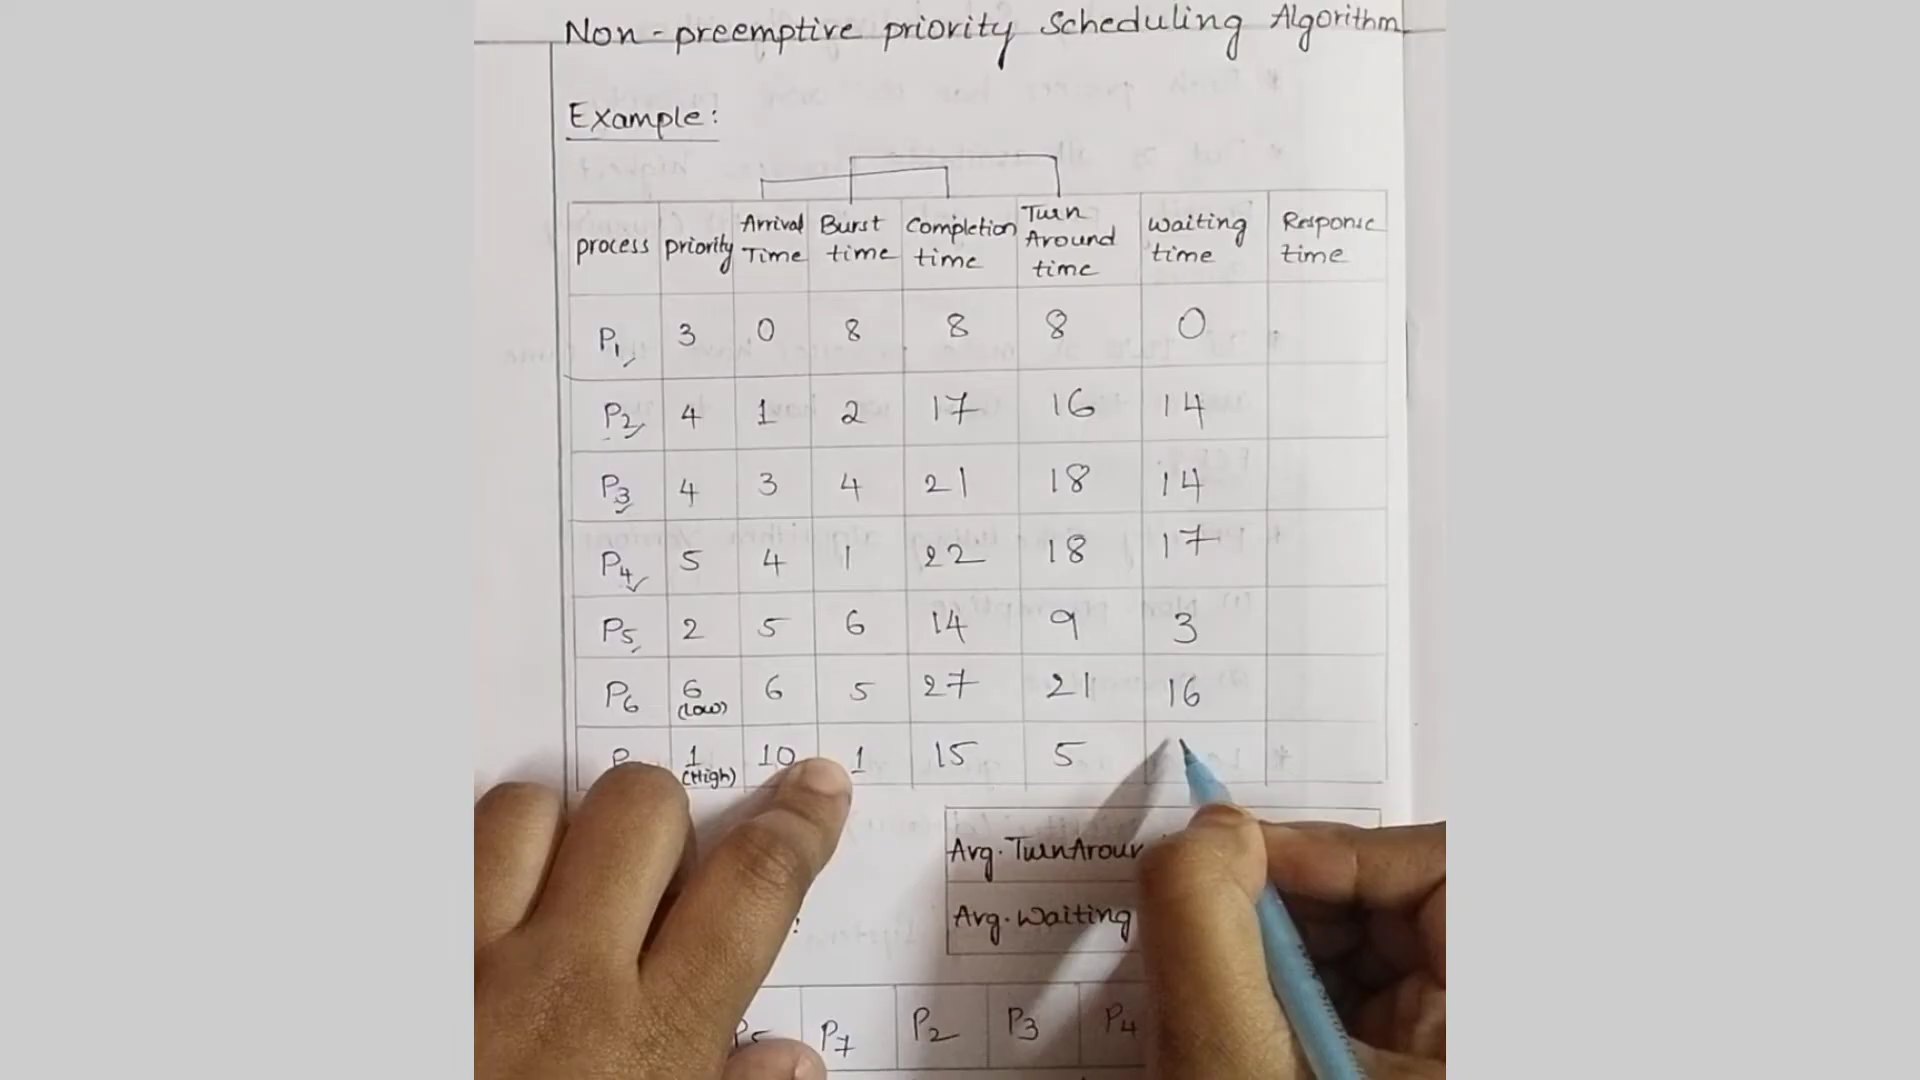 Non-preemptive priority Scheduling Algorithm
Example:
process priority Arrival Time Burst time Completion time Turn Around time Waiting time Response time
P1 3 0 8 8 8 0
P2 4 1 2 17 16 14
P3 4 3 4 21 18 14
P4 5 4 1 22 18 17
P5 2 5 6 14 9 3
P6 6 (Low) 6 5 27 21 16
1 (High) 10 1 15 5
Avg. TurnArour
Avg. Waiting
P5 P7 P2 P3 P4